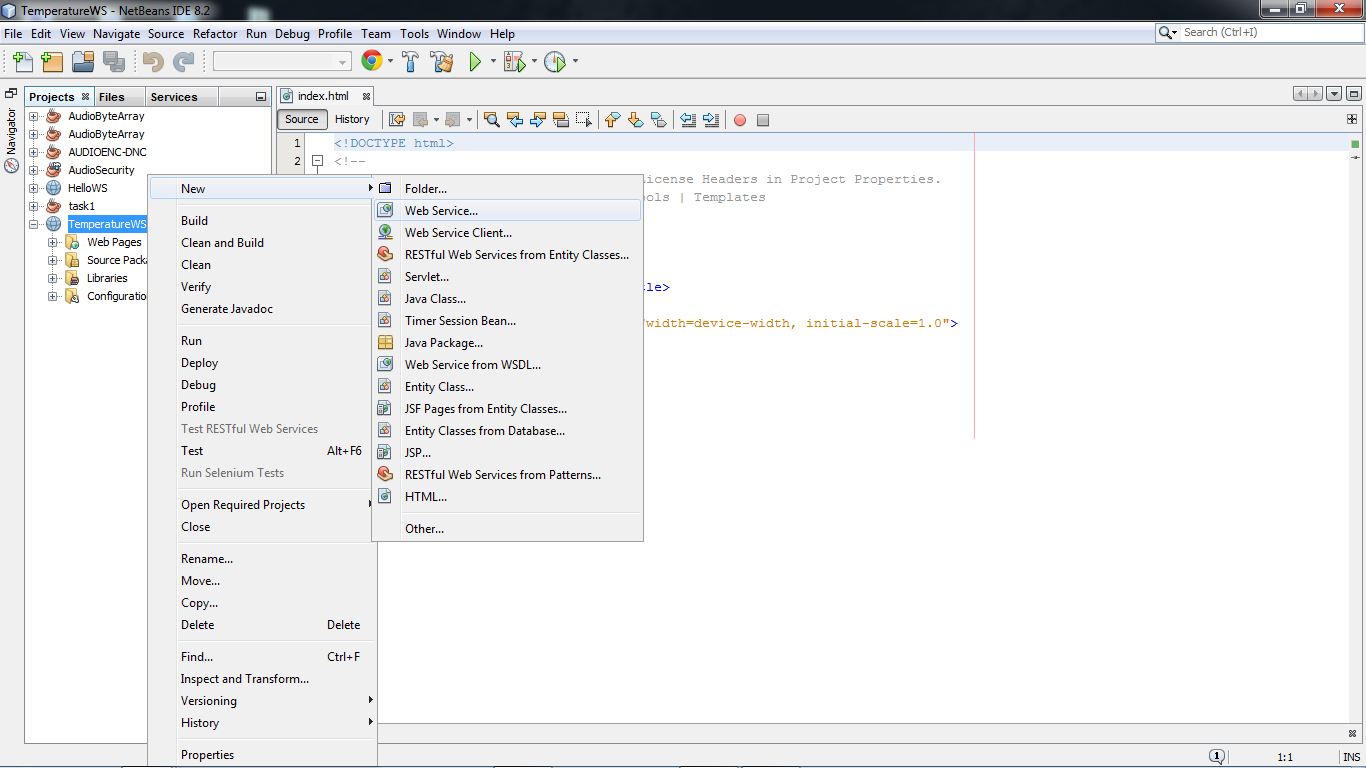 TemperatureWS - NetBeans IDE 8.2
File Edit View Navigate Source Refactor Run Debug Profile Team Tools Window Help
Search (Ctrl+I)
Navigator
Projects Files Services
AudioByteArray
AudioByteArray
AUDIOENC-DNC
AudioSecurity
HelloWS
task1
TemperatureWS
Web Pages
Source Packa
Libraries
Configuratio
New
Build
Clean and Build
Clean
Verify
Generate Javadoc
Run
Deploy
Debug
Profile
Test RESTful Web Services
Test Alt+F6
Run Selenium Tests
Open Required Projects
Close
Rename...
Move...
Copy...
Delete Delete
Find... Ctrl+F
Inspect and Transform...
Versioning
History
Properties
Folder...
Web Service...
Web Service Client...
RESTful Web Services from Entity Classes...
Servlet...
Java Class...
Timer Session Bean...
Java Package...
Web Service from WSDL...
Entity Class...
JSF Pages from Entity Classes...
Entity Classes from Database...
JSP...
RESTful Web Services from Patterns...
HTML...
Other...
index.html
Source History
1 <!DOCTYPE html>
2 <!--
License Headers in Project Properties.
ols | Templates
le>
"width=device-width, initial-scale=1.0">
1 1:1 INS